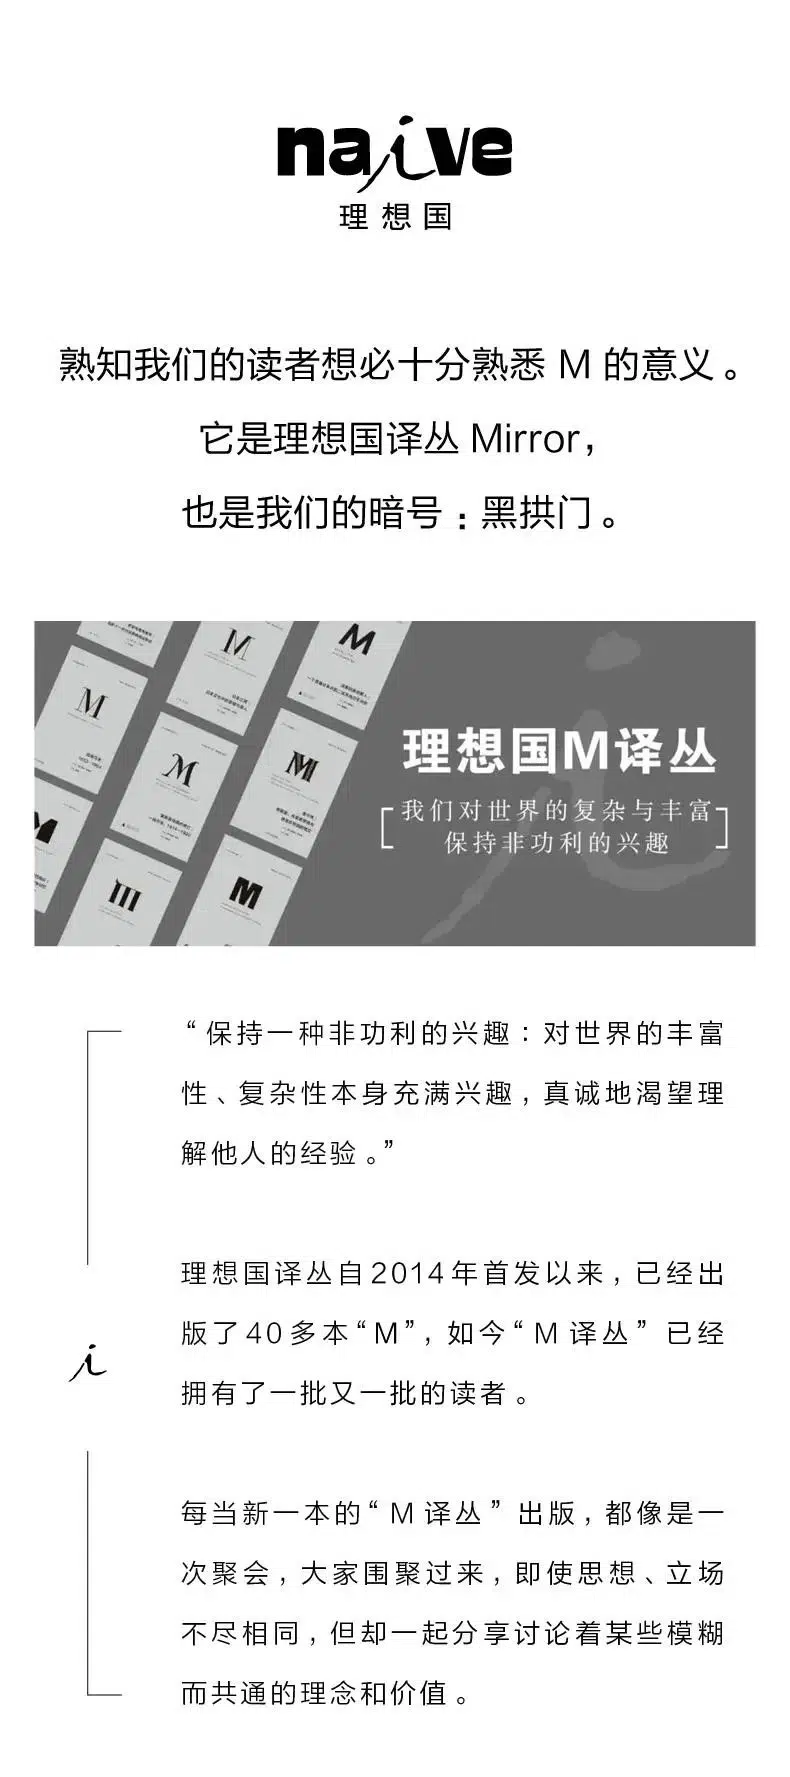 naive
理想国
熟知我们的读者想必十分熟悉 M 的意义。
它是理想国译丛 Mirror，
也是我们的暗号：黑拱门。
M
M
M
M
M
M
理想国M译丛
我们对世界的复杂与丰富
保持非功利的兴趣
“保持一种非功利的兴趣：对世界的丰富
性、复杂性本身充满兴趣，真诚地渴望理
解他人的经验。”
理想国译丛自2014年首发以来，已经出
版了40多本“M”，如今“M 译丛”已经
i
拥有了一批又一批的读者。
每当新一本的“M 译丛”出版，都像是一
次聚会，大家围聚过来，即使思想、立场
不尽相同，但却一起分享讨论着某些模糊
而共通的理念和价值。